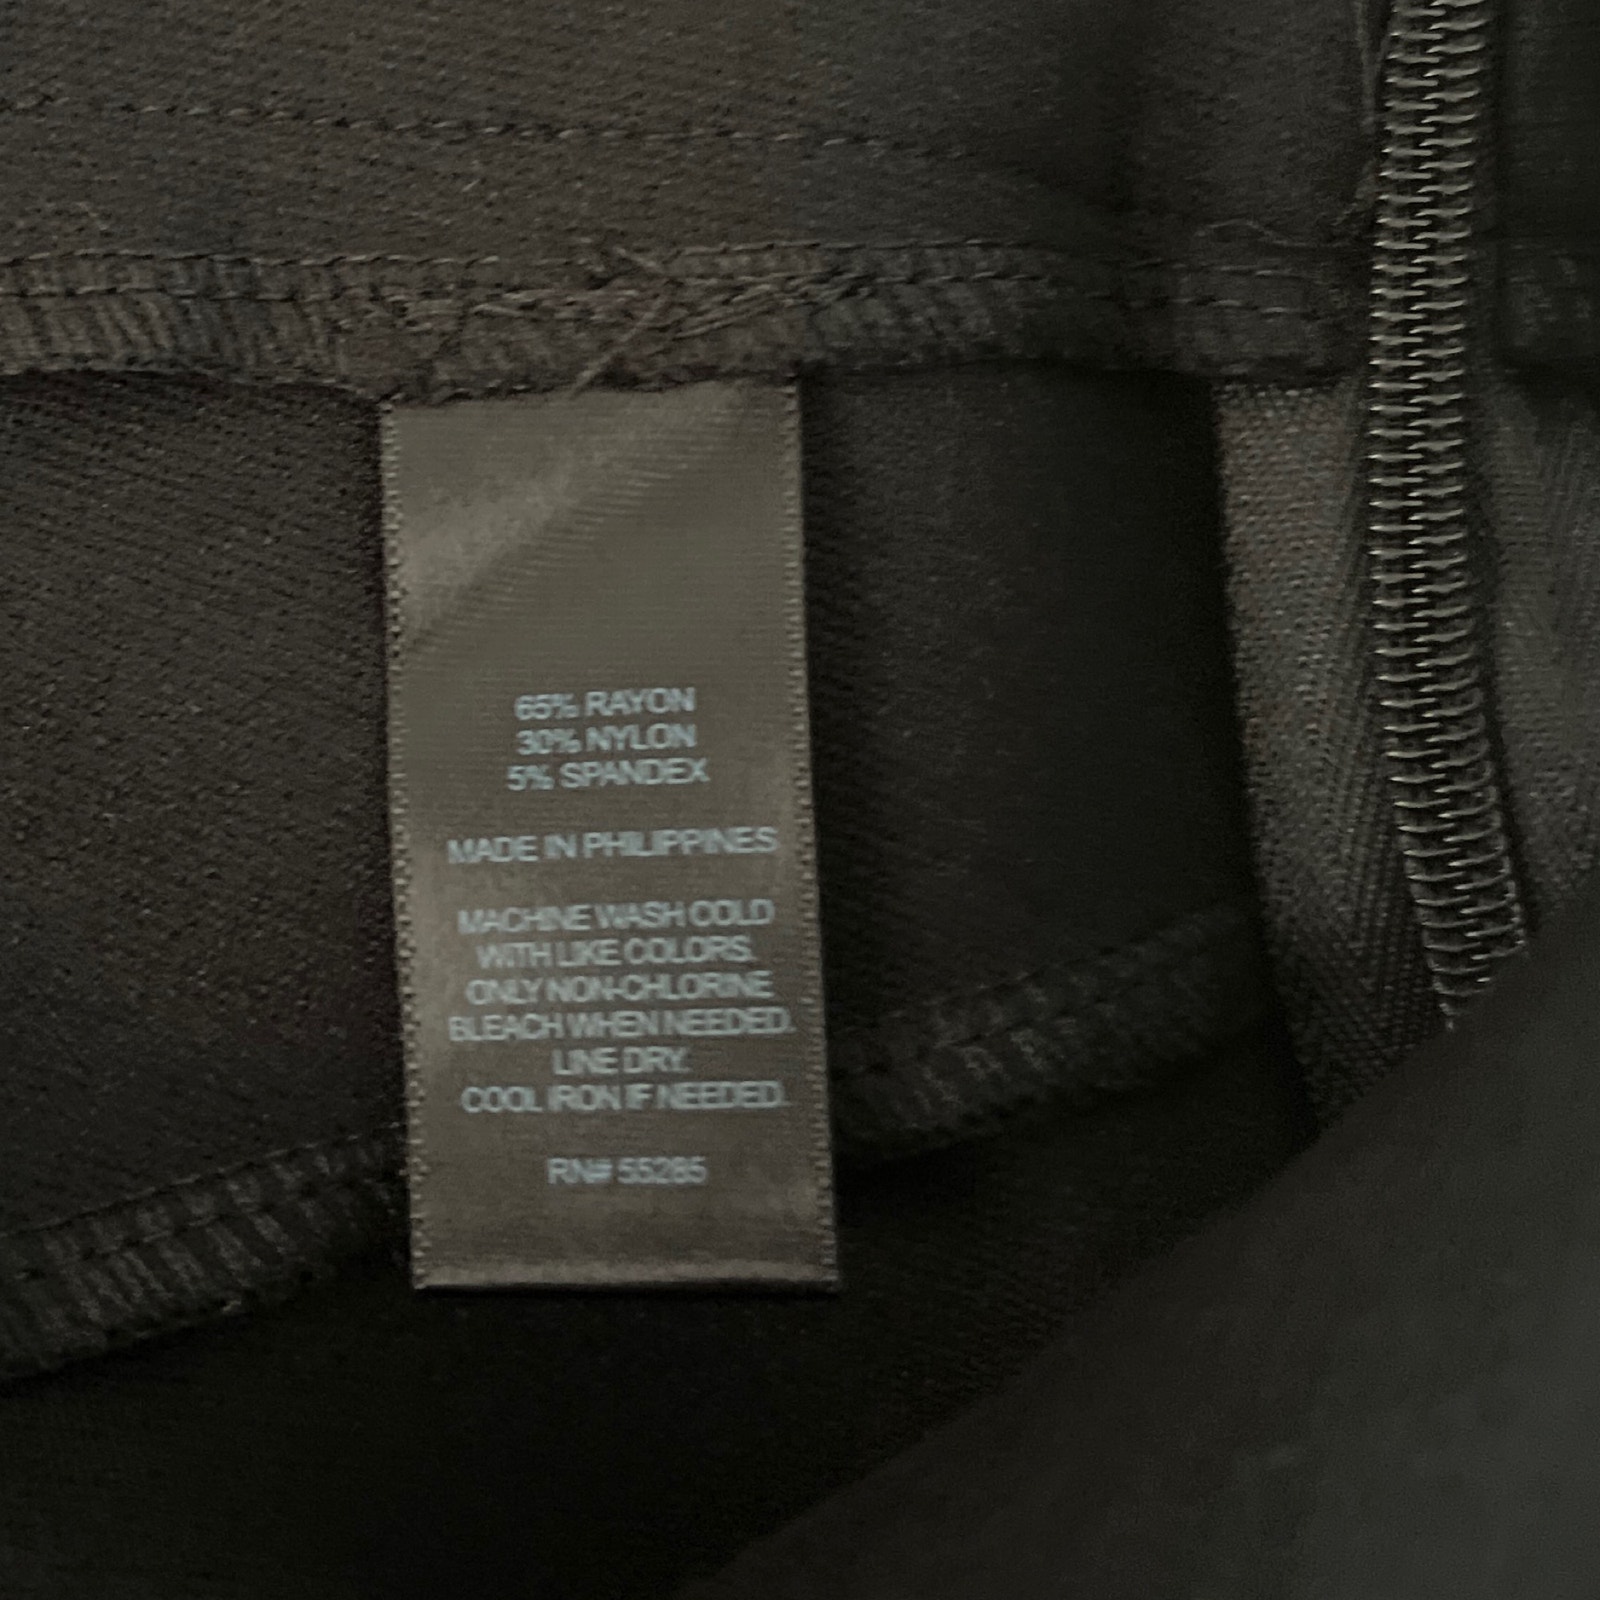 65% RAYON
30% NYLON
5% SPANDEX
MADE IN PHILIPPINES
MACHINE WASH COLD
WITH LIKE COLORS.
ONLY NON-CHLORINE
BLEACH WHEN NEEDED.
LINE DRY.
COOL IRON IF NEEDED.
RN# 55285